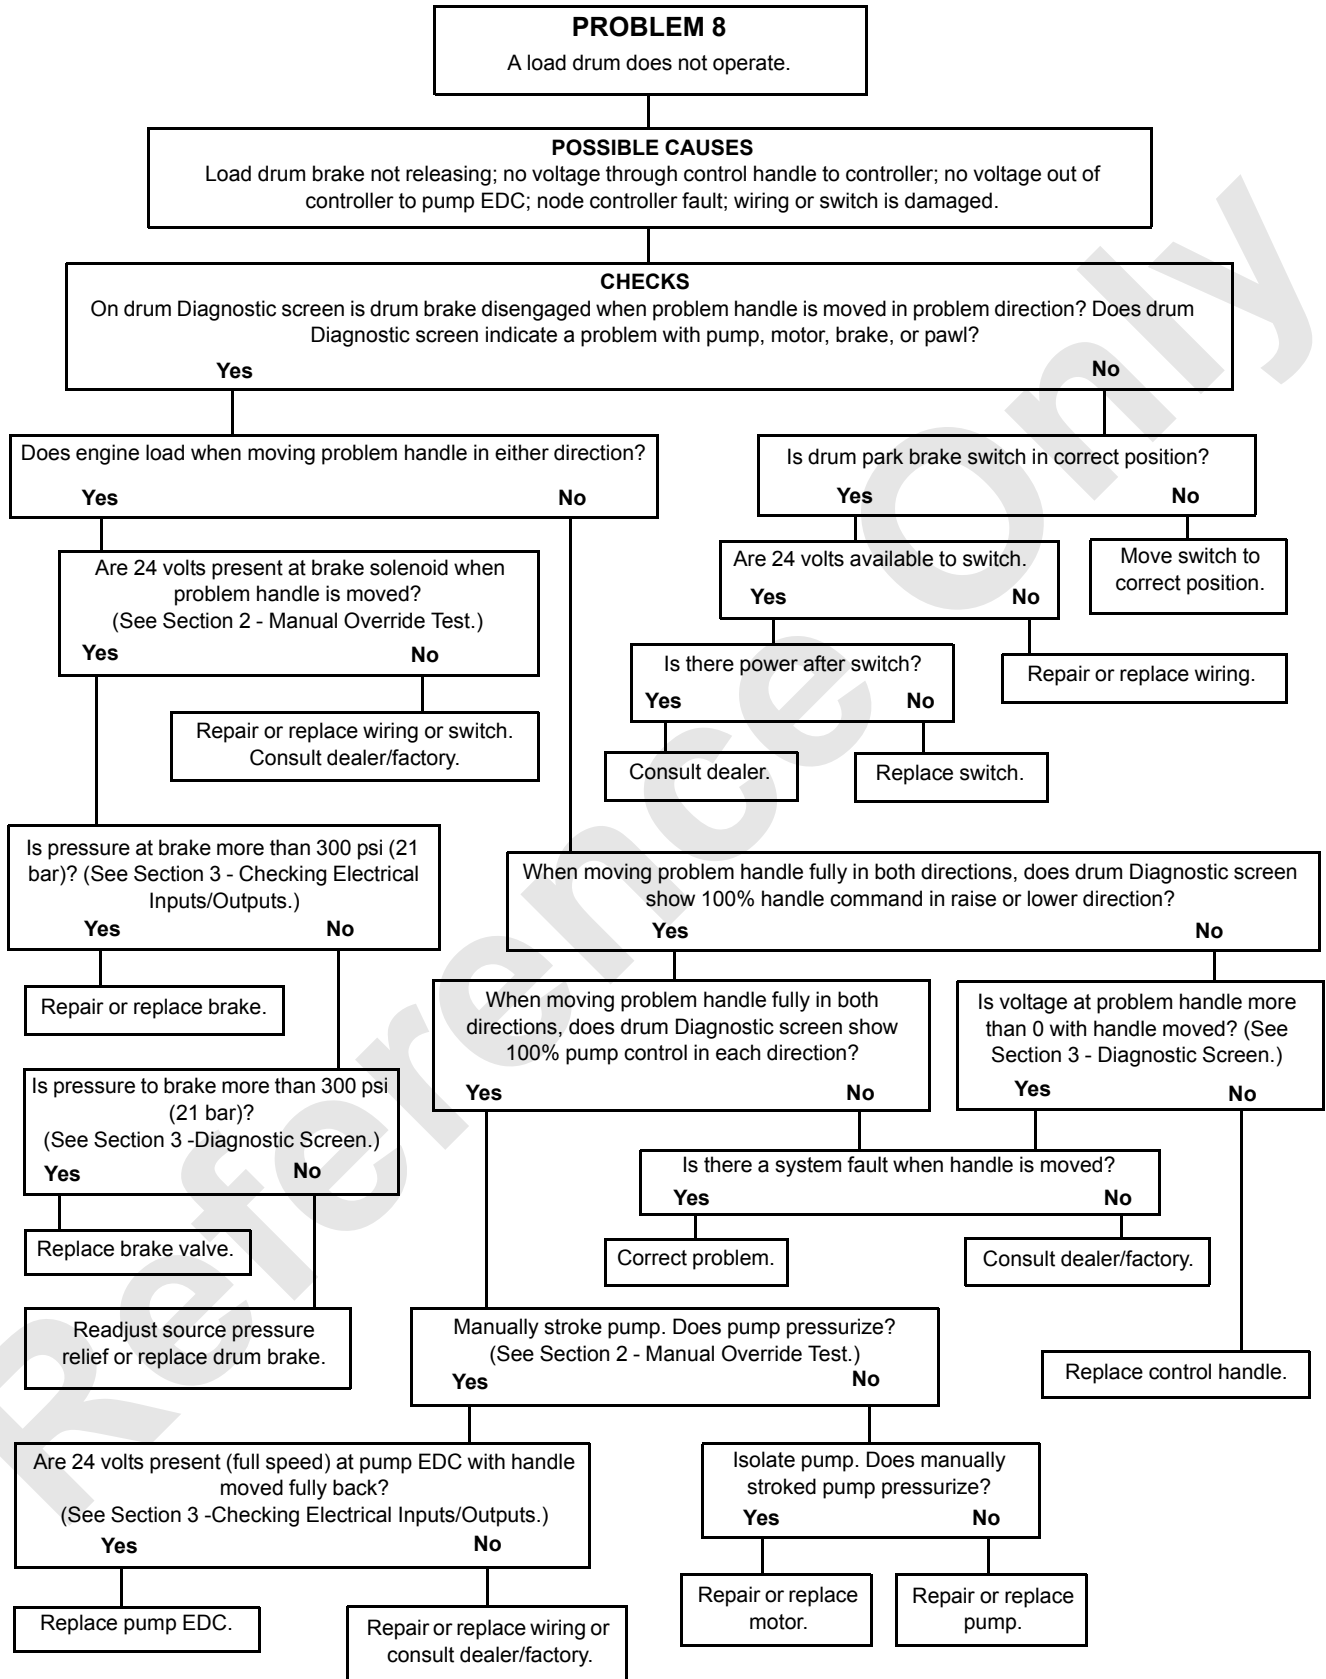 PROBLEM 8
A load drum does not operate.
POSSIBLE CAUSES
Load drum brake not releasing; no voltage through control handle to controller; no voltage out of
controller to pump EDC; node controller fault; wiring or switch is damaged.
CHECKS
On drum Diagnostic screen is drum brake disengaged when problem handle is moved in problem direction? Does drum
Diagnostic screen indicate a problem with pump, motor, brake, or pawl?
Yes
No
Does engine load when moving problem handle in either direction?
Yes
No
Is drum park brake switch in correct position?
Yes
No
Are 24 volts present at brake solenoid when
problem handle is moved?
(See Section 2 - Manual Override Test.)
Yes
No
Are 24 volts available to switch.
Yes
No
Move switch to
correct position.
Is there power after switch?
Yes
No
Repair or replace wiring.
Repair or replace wiring or switch.
Consult dealer/factory.
Consult dealer.
Replace switch.
Is pressure at brake more than 300 psi (21
bar)? (See Section 3 - Checking Electrical
Inputs/Outputs.)
Yes
No
When moving problem handle fully in both directions, does drum Diagnostic screen
show 100% handle command in raise or lower direction?
Yes
No
Repair or replace brake.
When moving problem handle fully in both
directions, does drum Diagnostic screen show
100% pump control in each direction?
Yes
No
Is voltage at problem handle more
than 0 with handle moved? (See
Section 3 - Diagnostic Screen.)
Yes
No
Is pressure to brake more than 300 psi
(21 bar)?
(See Section 3 -Diagnostic Screen.)
Yes
No
Is there a system fault when handle is moved?
Yes
No
Replace brake valve.
Correct problem.
Consult dealer/factory.
Readjust source pressure
relief or replace drum brake.
Manually stroke pump. Does pump pressurize?
(See Section 2 - Manual Override Test.)
Yes
No
Replace control handle.
Are 24 volts present (full speed) at pump EDC with handle
moved fully back?
(See Section 3 -Checking Electrical Inputs/Outputs.)
Yes
No
Isolate pump. Does manually
stroked pump pressurize?
Yes
No
Replace pump EDC.
Repair or replace wiring or
consult dealer/factory.
Repair or replace
motor.
Repair or replace
pump.
Reference Only